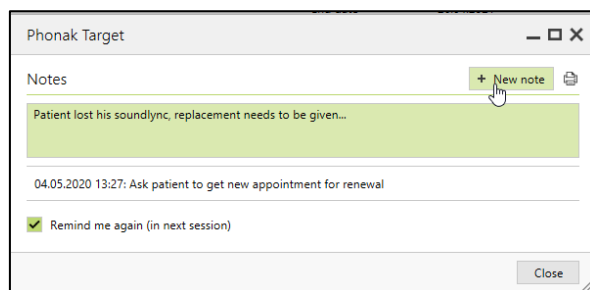 Phonak Target
Notes
+ New note
Patient lost his soundlync, replacement needs to be given...
04.05.2020 13:27: Ask patient to get new appointment for renewal
Remind me again (in next session)
Close